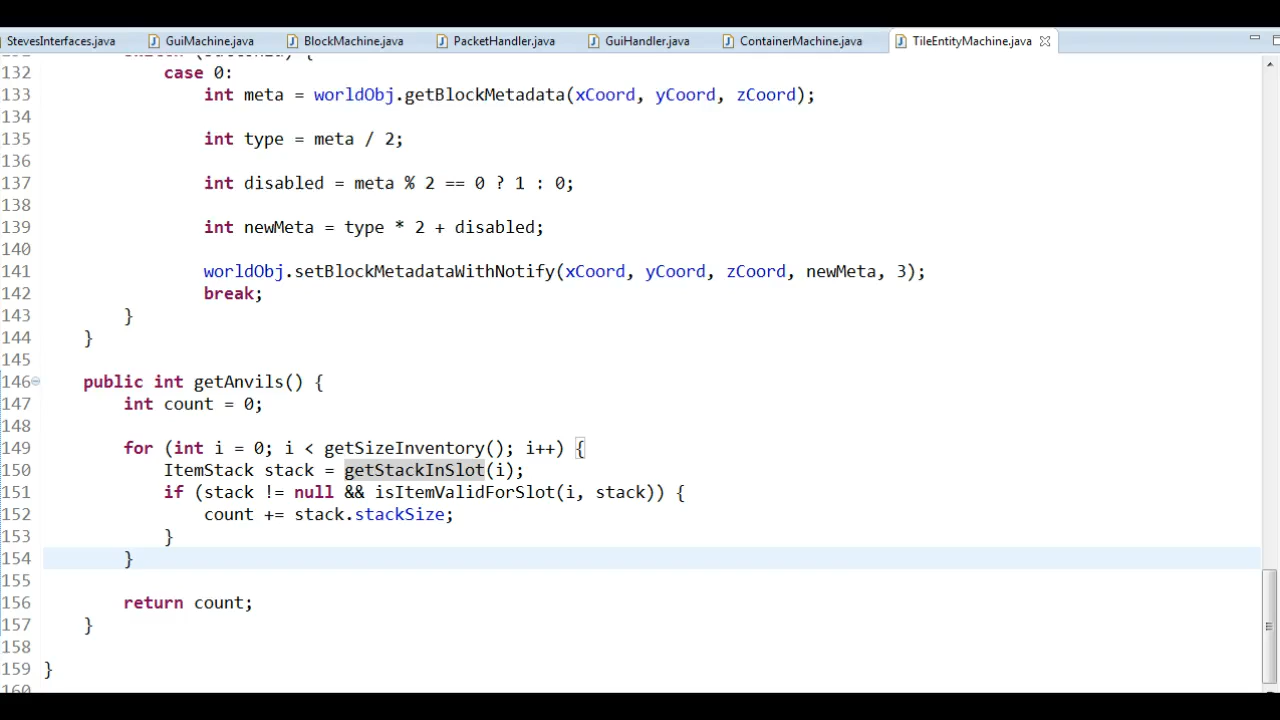 StevesInterfaces.java GuiMachine.java BlockMachine.java PacketHandler.java GuiHandler.java ContainerMachine.java TileEntityMachine.java
132 case 0:
133 int meta = worldObj.getBlockMetadata(xCoord, yCoord, zCoord);
134
135 int type = meta / 2;
136
137 int disabled = meta % 2 == 0 ? 1 : 0;
138
139 int newMeta = type * 2 + disabled;
140
141 worldObj.setBlockMetadataWithNotify(xCoord, yCoord, zCoord, newMeta, 3);
142 break;
143 }
144 }
145
146 public int getAnvils() {
147 int count = 0;
148
149 for (int i = 0; i < getSizeInventory(); i++) {
150 ItemStack stack = getStackInSlot(i);
151 if (stack != null && isItemValidForSlot(i, stack)) {
152 count += stack.stackSize;
153 }
154 }
155
156 return count;
157 }
158
159 }
160